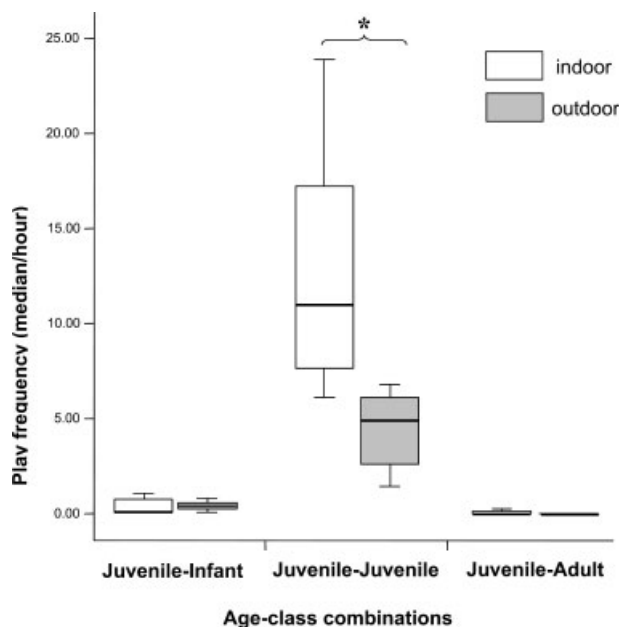 25.00
20.00
15.00
10.00
5.00
0.00
Play frequency (median/hour)
*
indoor
outdoor
Juvenile-Infant Juvenile-Juvenile Juvenile-Adult
Age-class combinations